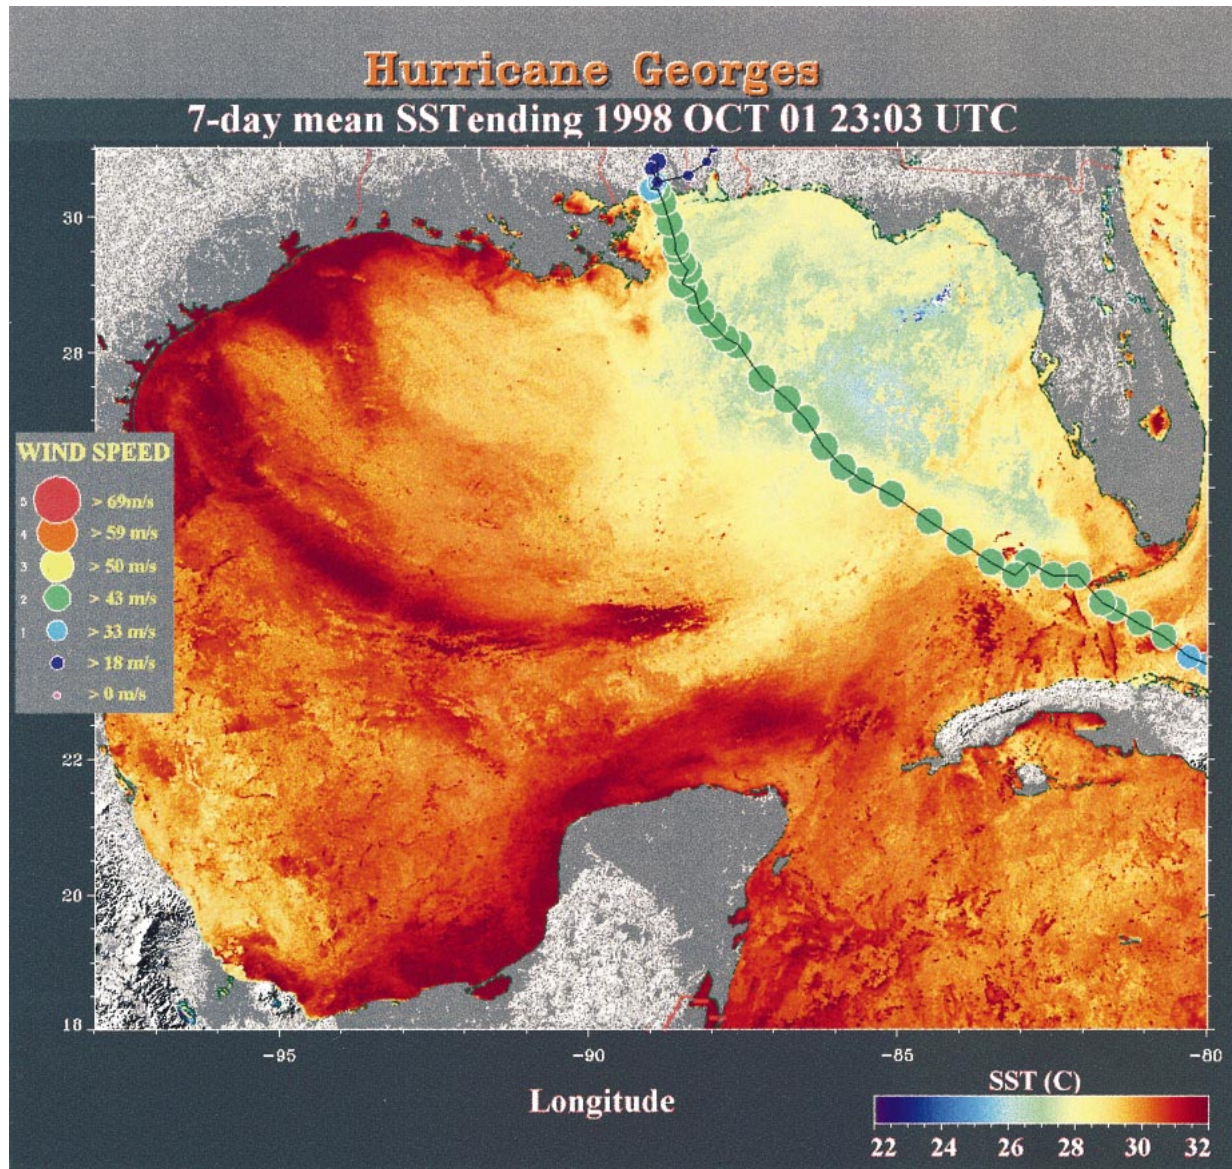 Hurricane Georges
7-day mean SSTending 1998 OCT 01 23:03 UTC
30
28
WIND SPEED
5 > 69m/s
4 > 59 m/s
3 > 50 m/s
2 > 43 m/s
1 > 33 m/s
> 18 m/s
> 0 m/s
22
20
18
-95 -90 -85 -80
Longitude
SST (C)
22 24 26 28 30 32